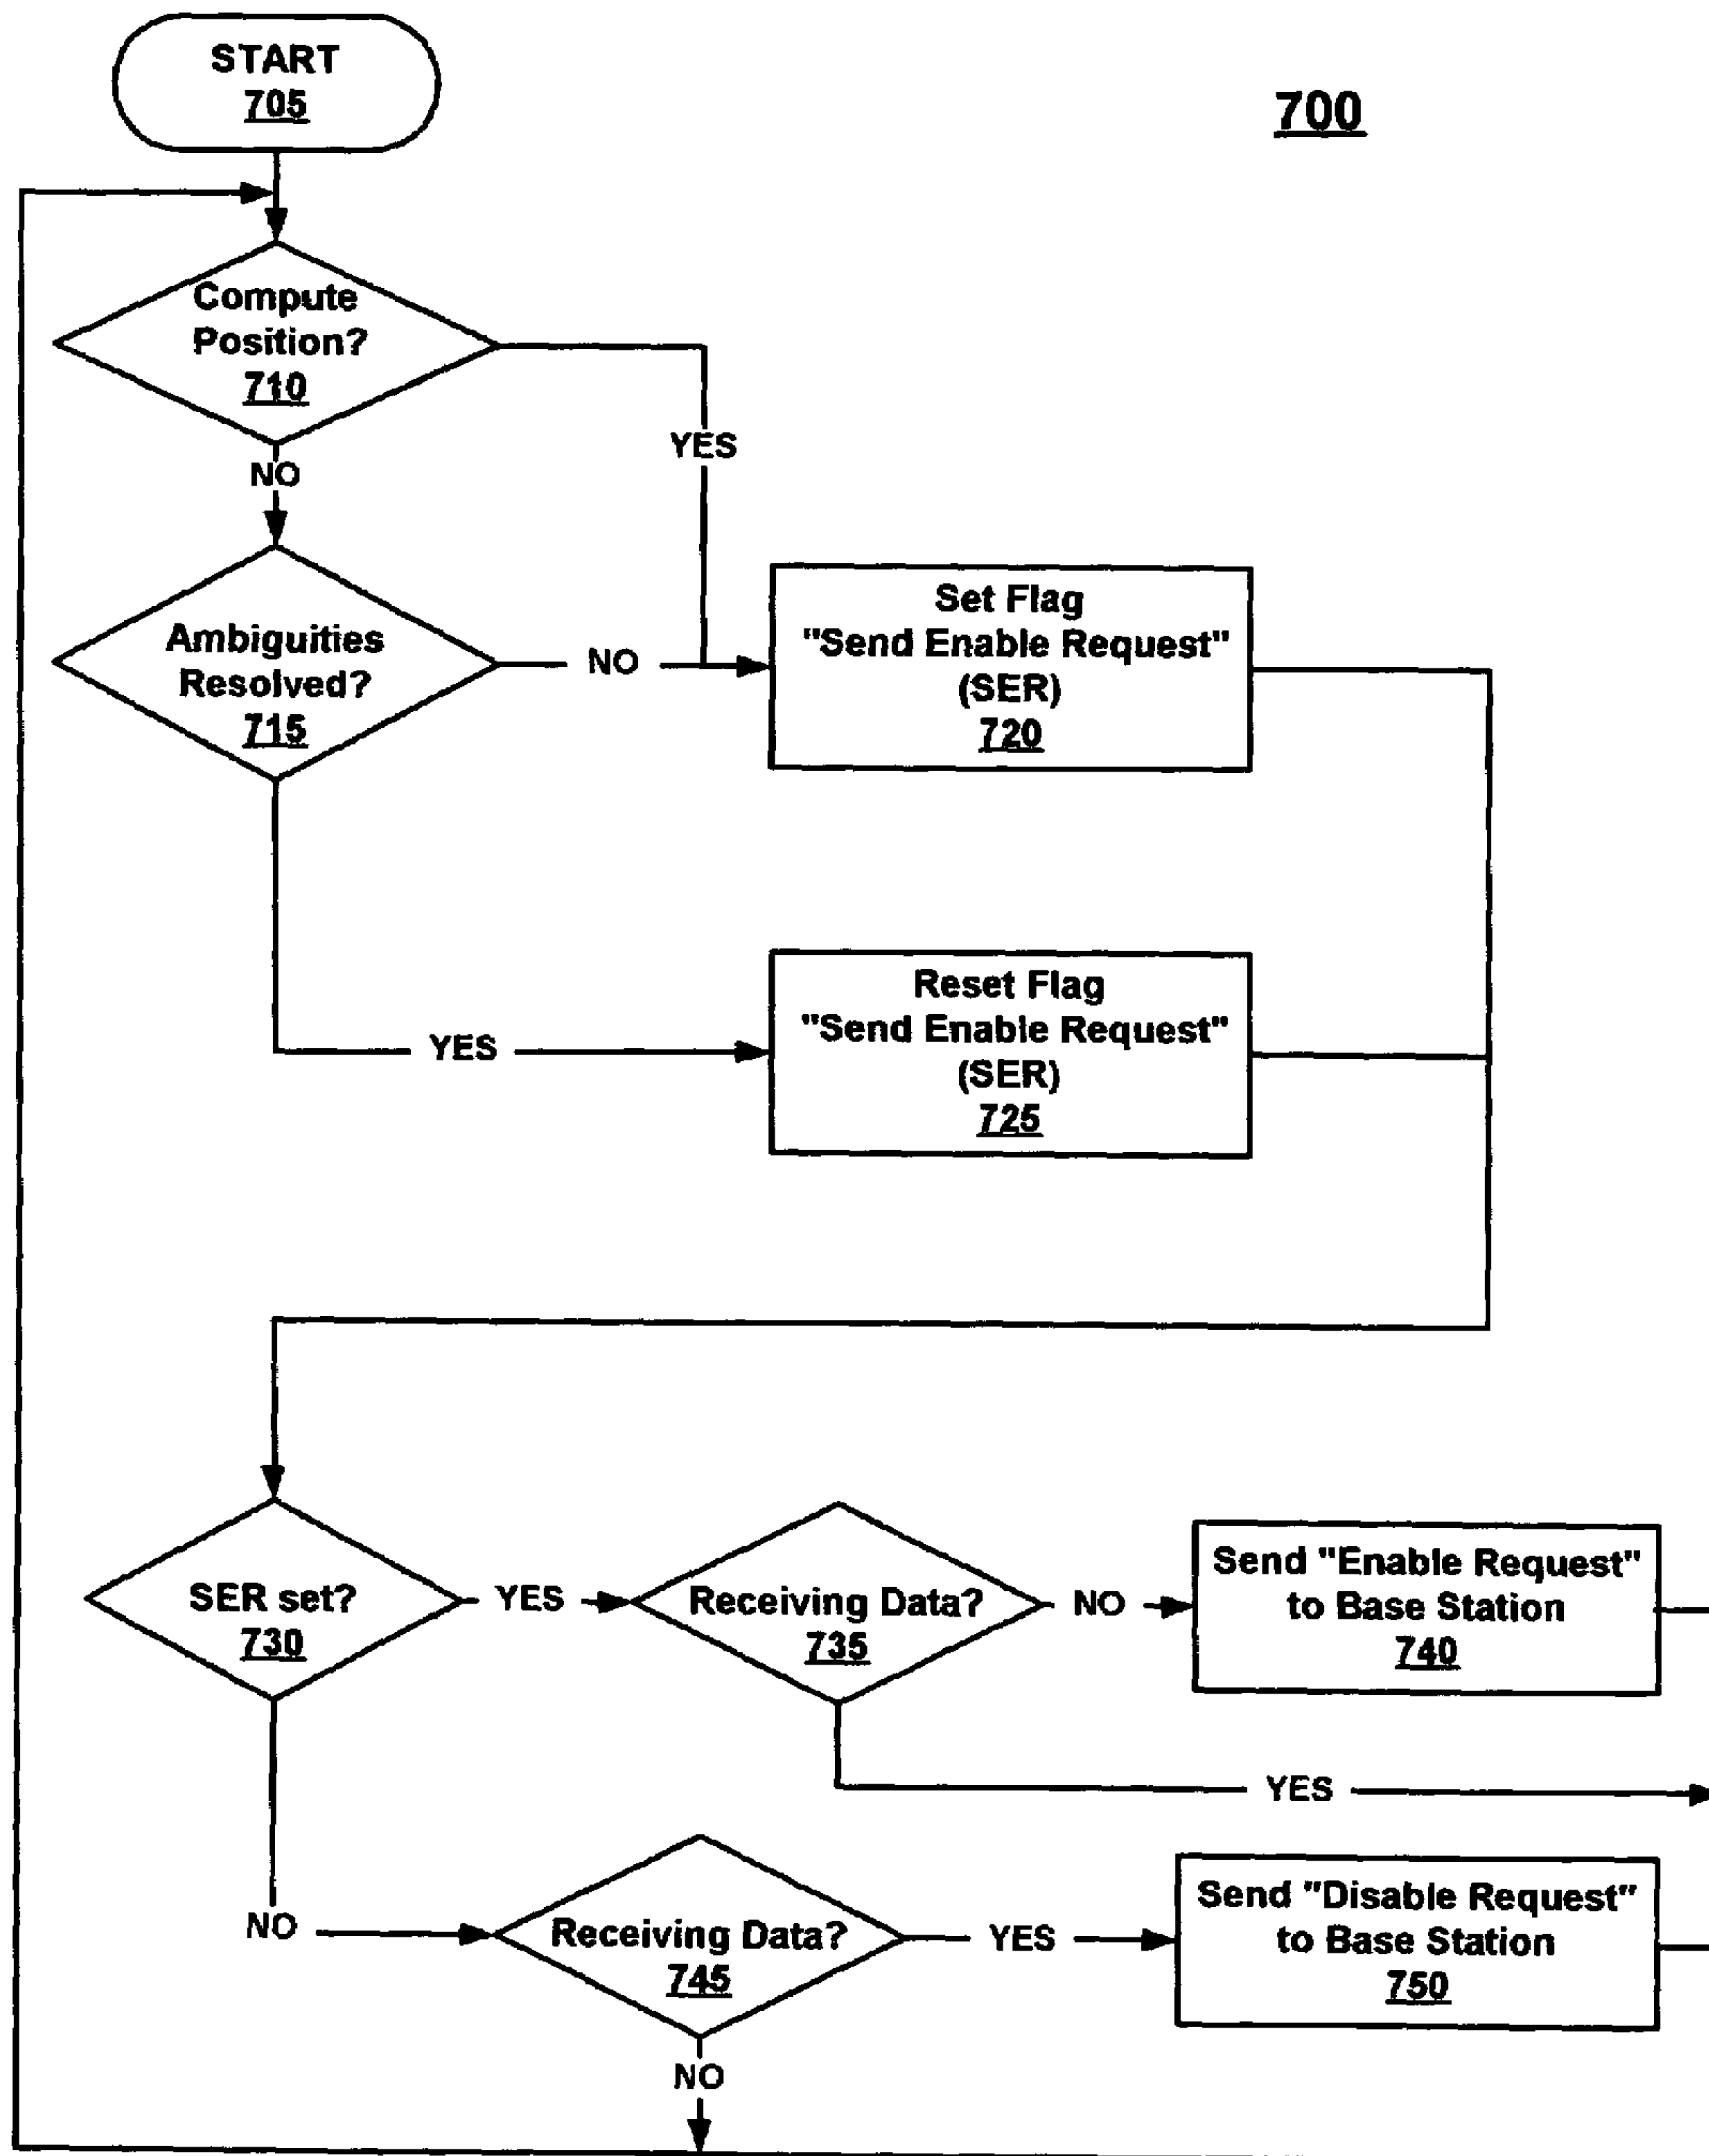 START
705
700
Compute
Position?
710
YES
NO
Ambiguities
Resolved?
715
NO
Set Flag
"Send Enable Request"
(SER)
720
Reset Flag
"Send Enable Request"
(SER)
725
YES
SER set?
730
YES
Receiving Data?
735
NO
Send "Enable Request"
to Base Station
740
YES
NO
Receiving Data?
745
YES
Send "Disable Request"
to Base Station
750
NO